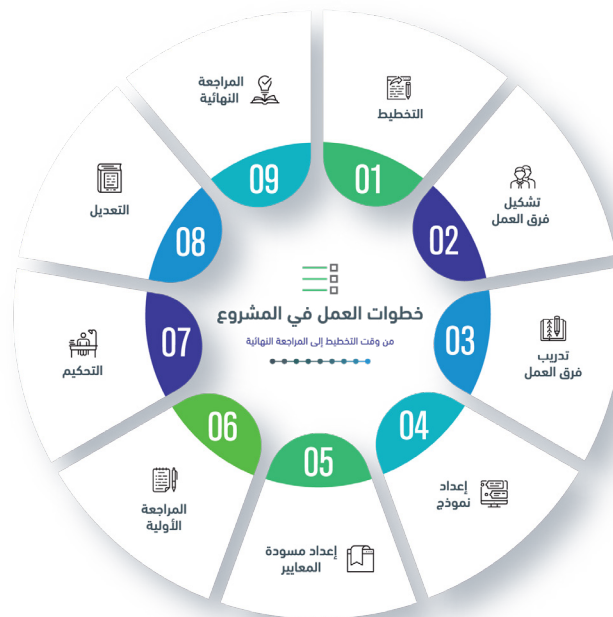 خطوات العمل في المشروع
من وقت التخطيط إلى المراجعة النهائية
01
التخطيط
02
تشكيل
فرق العمل
03
تدريب
فرق العمل
04
إعداد
نموذج
05
إعداد مسودة
المعايير
06
المراجعة
الأولية
07
التحكيم
08
التعديل
09
المراجعة
النهائية